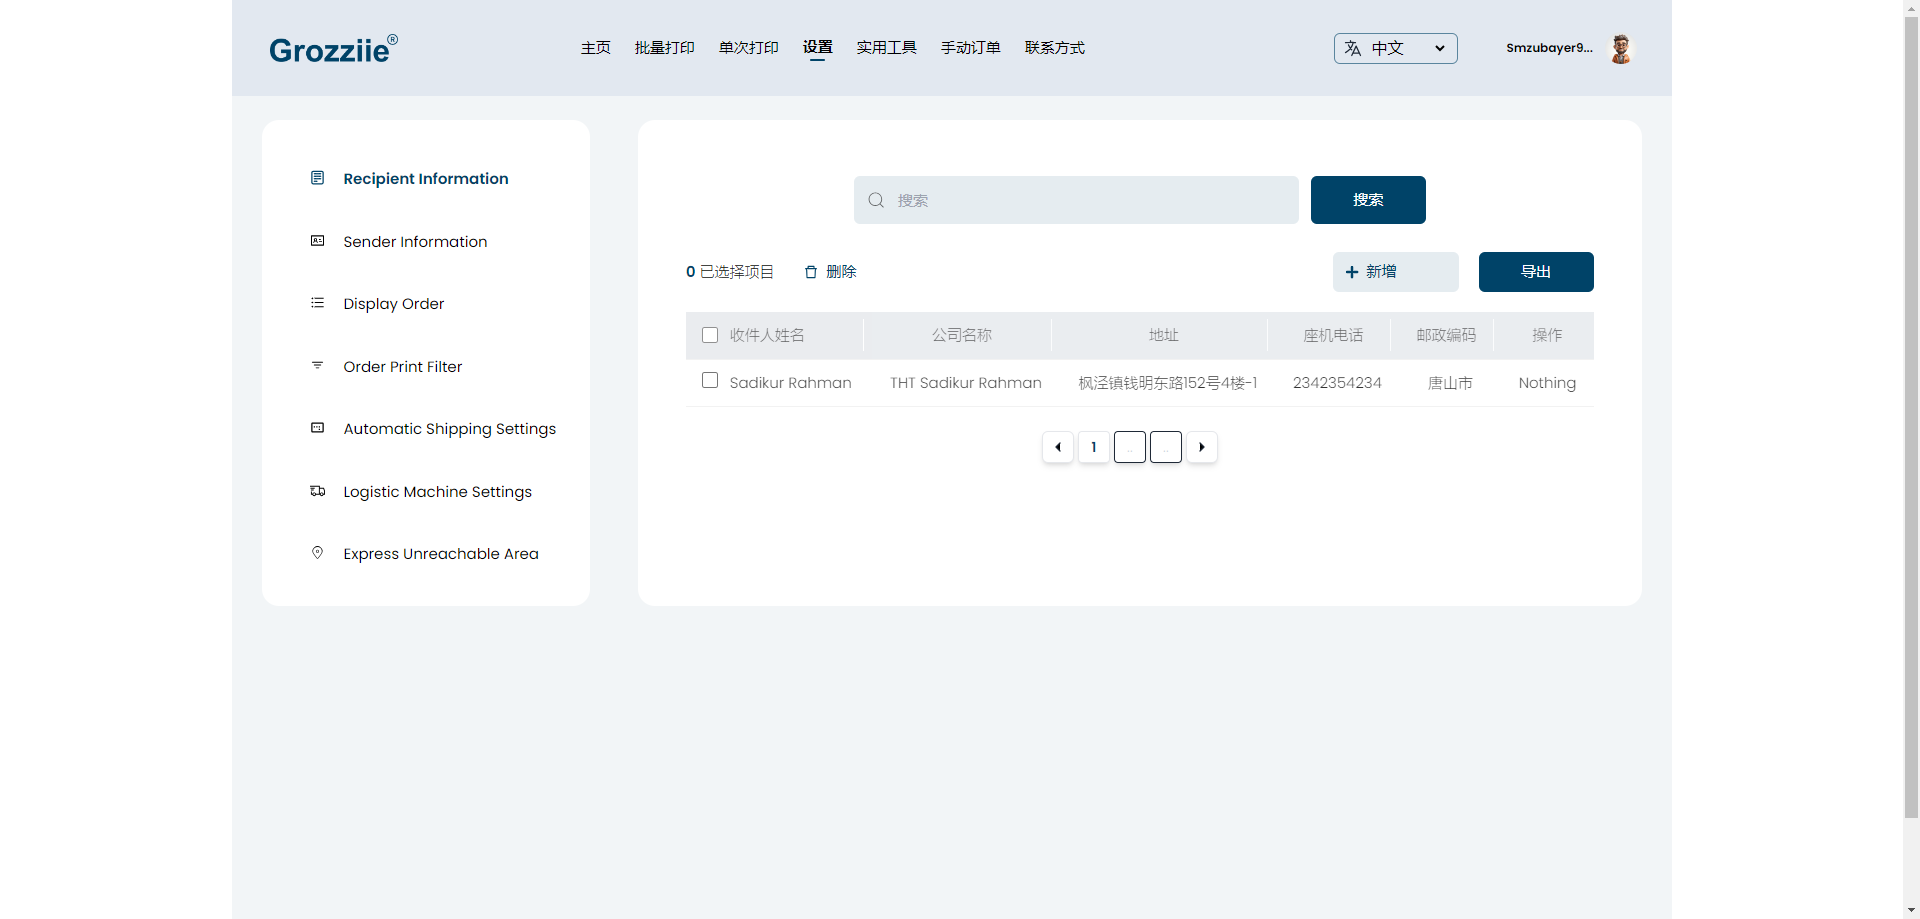 Grozziie®
主页 批量打印 单次打印 设置 实用工具 手动订单 联系方式
中文
Smzubayer9...
Recipient Information
Sender Information
Display Order
Order Print Filter
Automatic Shipping Settings
Logistic Machine Settings
Express Unreachable Area
搜索 搜索
0 已选择项目 删除 新增 导出
收件人姓名 公司名称 地址 座机电话 邮政编码 操作
Sadikur Rahman THT Sadikur Rahman 枫泾镇钱明东路152号4楼-1 2342354234 唐山市 Nothing
1 .. ..